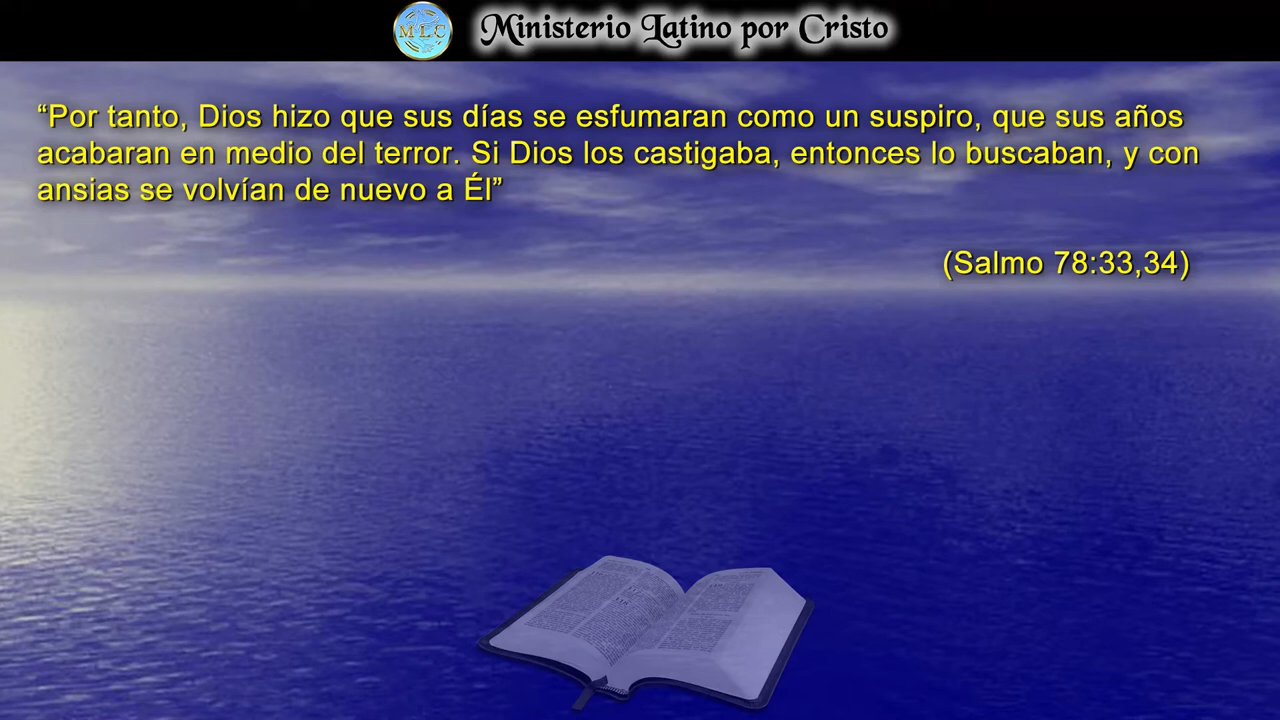 MLC
Ministerio Latino por Cristo
“Por tanto, Dios hizo que sus días se esfumaran como un suspiro, que sus años
acabaran en medio del terror. Si Dios los castigaba, entonces lo buscaban, y con
ansias se volvían de nuevo a Él”
(Salmo 78:33,34)